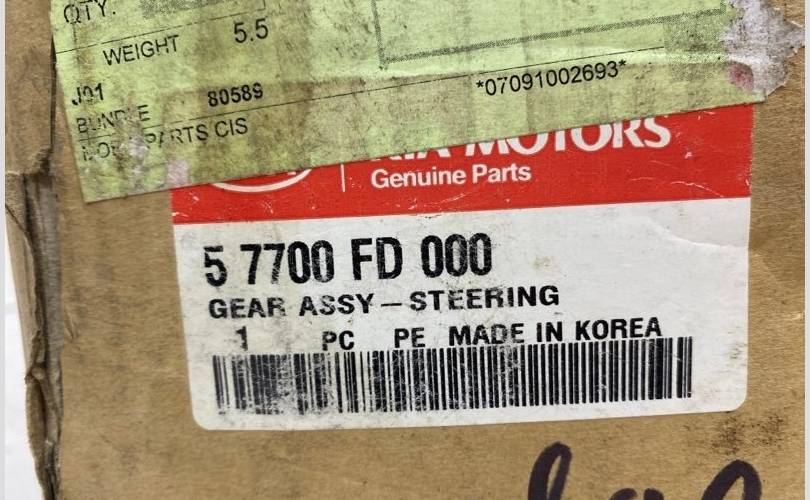 QTY.
WEIGHT 5.5
J91
BUNDLE 80589
PARTS CIS
*07091002693*
KIA MOTORS
Genuine Parts
5 7700 FD 000
GEAR ASSY-STEERING
1 PC PE MADE IN KOREA